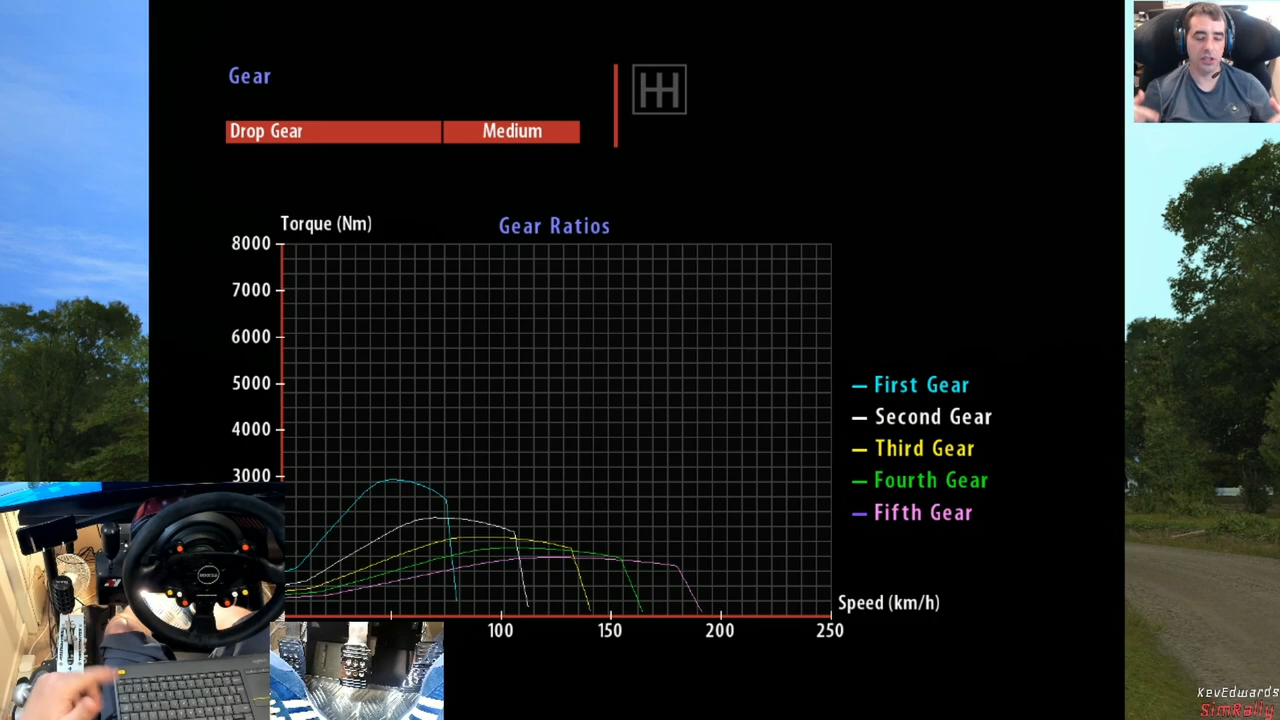 Gear
Drop Gear Medium
Torque (Nm)
Gear Ratios
8000
7000
6000
5000
4000
3000
First Gear
Second Gear
Third Gear
Fourth Gear
Fifth Gear
Speed (km/h)
100 150 200 250
KevEdwards
SimRally